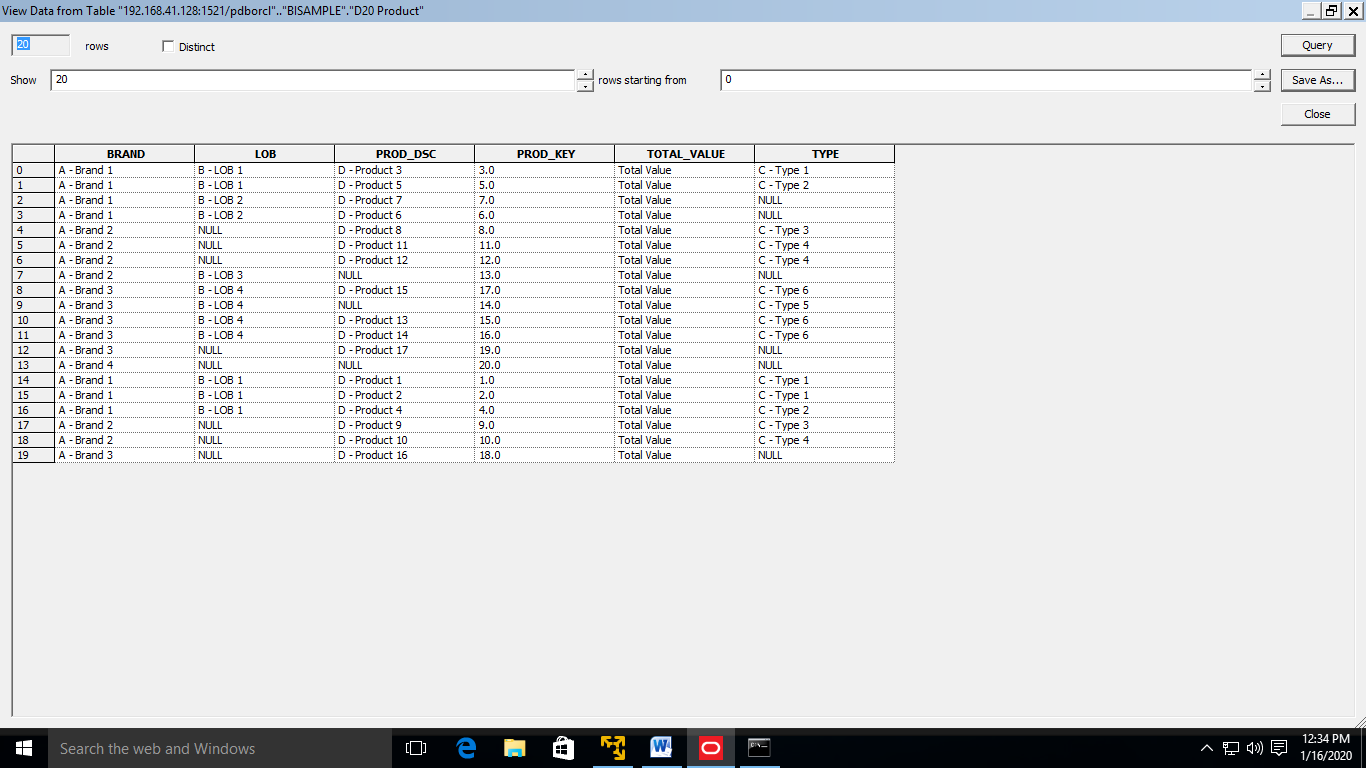 View Data from Table "192.168.41.128:1521/pdborcl".."BISAMPLE"."D20 Product"
20 rows Distinct Query
Show 20 rows starting from 0 Save As...
Close
BRAND LOB PROD_DSC PROD_KEY TOTAL_VALUE TYPE
0 A - Brand 1 B - LOB 1 D - Product 3 3.0 Total Value C - Type 1
1 A - Brand 1 B - LOB 1 D - Product 5 5.0 Total Value C - Type 2
2 A - Brand 1 B - LOB 2 D - Product 7 7.0 Total Value NULL
3 A - Brand 1 B - LOB 2 D - Product 6 6.0 Total Value NULL
4 A - Brand 2 NULL D - Product 8 8.0 Total Value C - Type 3
5 A - Brand 2 NULL D - Product 11 11.0 Total Value C - Type 4
6 A - Brand 2 NULL D - Product 12 12.0 Total Value C - Type 4
7 A - Brand 2 B - LOB 3 NULL 13.0 Total Value NULL
8 A - Brand 3 B - LOB 4 D - Product 15 17.0 Total Value C - Type 6
9 A - Brand 3 B - LOB 4 NULL 14.0 Total Value C - Type 5
10 A - Brand 3 B - LOB 4 D - Product 13 15.0 Total Value C - Type 6
11 A - Brand 3 B - LOB 4 D - Product 14 16.0 Total Value C - Type 6
12 A - Brand 3 NULL D - Product 17 19.0 Total Value NULL
13 A - Brand 4 NULL NULL 20.0 Total Value NULL
14 A - Brand 1 B - LOB 1 D - Product 1 1.0 Total Value C - Type 1
15 A - Brand 1 B - LOB 1 D - Product 2 2.0 Total Value C - Type 1
16 A - Brand 1 B - LOB 1 D - Product 4 4.0 Total Value C - Type 2
17 A - Brand 2 NULL D - Product 9 9.0 Total Value C - Type 3
18 A - Brand 2 NULL D - Product 10 10.0 Total Value C - Type 4
19 A - Brand 3 NULL D - Product 16 18.0 Total Value NULL
Search the web and Windows
12:34 PM
1/16/2020